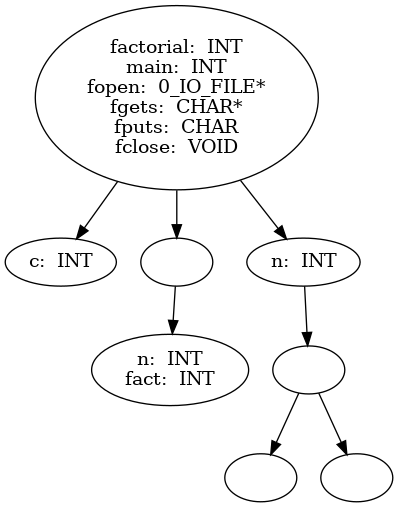 factorial: INT
main: INT
fopen: 0_IO_FILE*
fgets: CHAR*
fputs: CHAR
fclose: VOID
c: INT
n: INT
n: INT
fact: INT